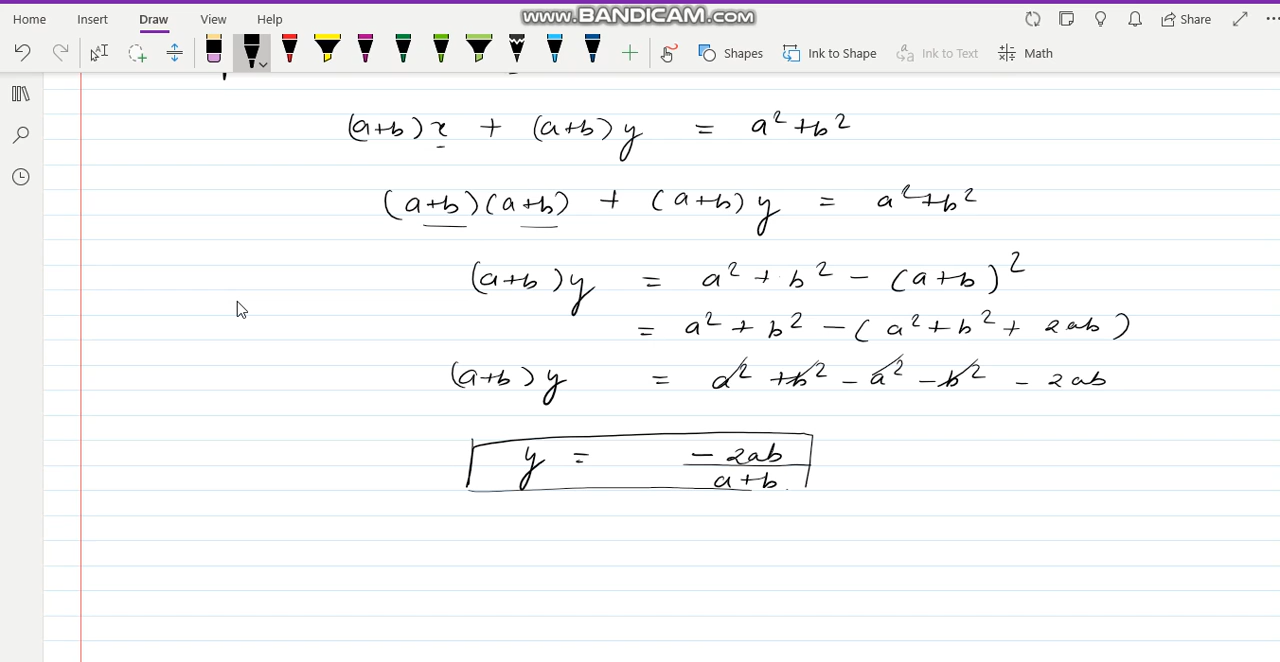 Home Insert Draw View Help www.BANDICAM.com Share
Shapes Ink to Shape Ink to Text Math
(a+b)x + (a+b)y = a² + b²
(a+b)(a+b) + (a+b)y = a² + b²
(a+b)y = a² + b² - (a+b)²
= a² + b² - (a² + b² + 2ab)
(a+b)y = a² + b² - a² - b² - 2ab
y = -2ab
a+b